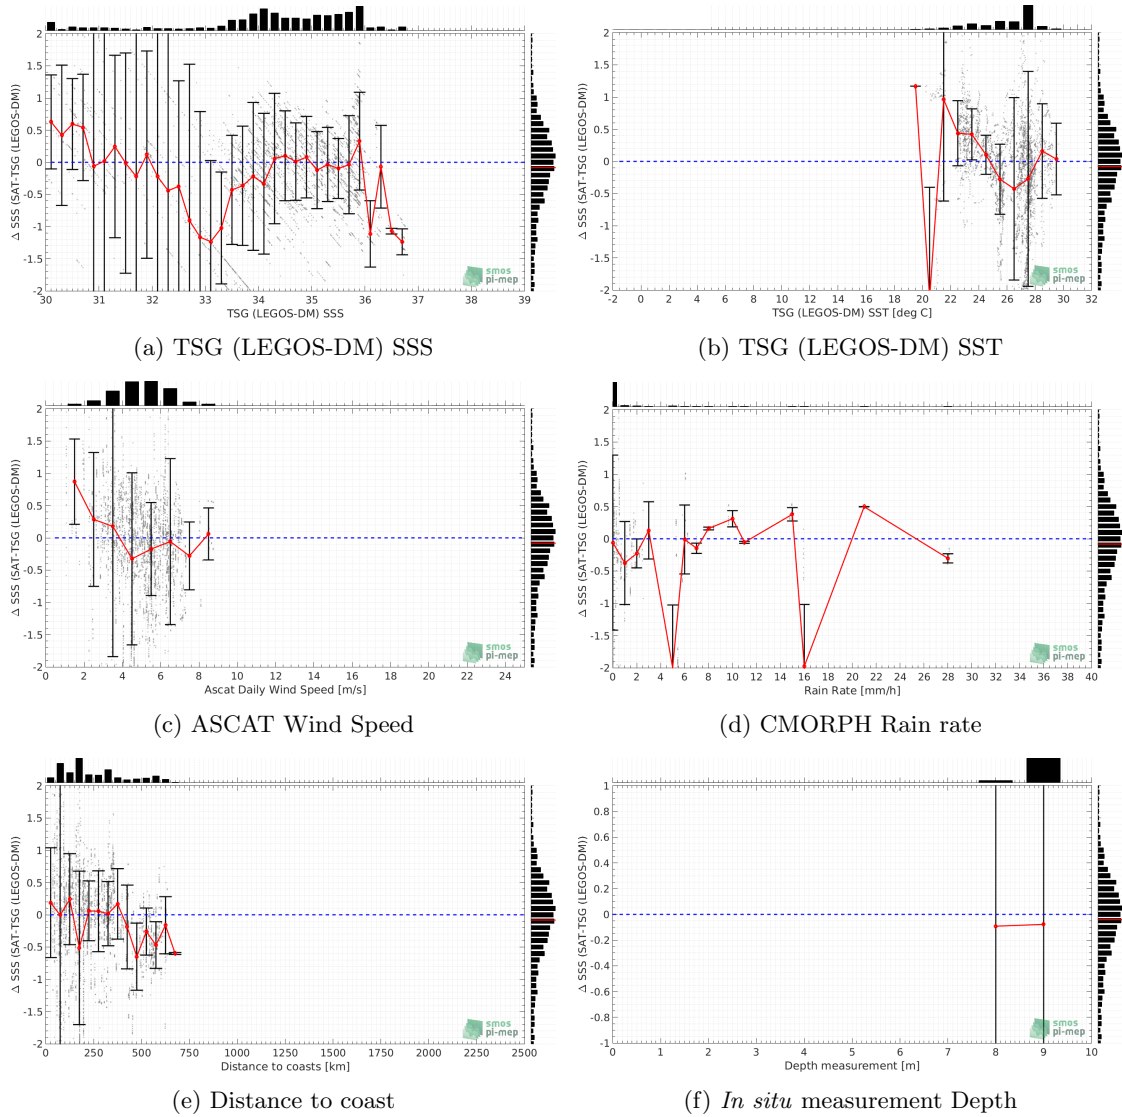 2
1.5
1
0.5
0
-0.5
-1
-1.5
-2
Δ SSS (SAT-TSG (LEGOS-DM))
30 31 32 33 34 35 36 37 38 39
TSG (LEGOS-DM) SSS
smos
pi-mep
(a) TSG (LEGOS-DM) SSS
2
1.5
1
0.5
0
-0.5
-1
-1.5
-2
Δ SSS (SAT-TSG (LEGOS-DM))
-2 0 2 4 6 8 10 12 14 16 18 20 22 24 26 28 30 32
TSG (LEGOS-DM) SST [deg C]
smos
pi-mep
(b) TSG (LEGOS-DM) SST
2
1.5
1
0.5
0
-0.5
-1
-1.5
-2
Δ SSS (SAT-TSG (LEGOS-DM))
0 2 4 6 8 10 12 14 16 18 20 22 24
Ascat Daily Wind Speed [m/s]
smos
pi-mep
(c) ASCAT Wind Speed
2
1.5
1
0.5
0
-0.5
-1
-1.5
-2
Δ SSS (SAT-TSG (LEGOS-DM))
0 2 4 6 8 10 12 14 16 18 20 22 24 26 28 30 32 34 36 38 40
Rain Rate [mm/h]
smos
pi-mep
(d) CMORPH Rain rate
2
1.5
1
0.5
0
-0.5
-1
-1.5
-2
Δ SSS (SAT-TSG (LEGOS-DM))
0 250 500 750 1000 1250 1500 1750 2000 2250 2500
Distance to coasts [km]
smos
pi-mep
(e) Distance to coast
1
0.8
0.6
0.4
0.2
0
-0.2
-0.4
-0.6
-0.8
-1
Δ SSS (SAT-TSG (LEGOS-DM))
0 1 2 3 4 5 6 7 8 9 10
Depth measurement [m]
smos
pi-mep
(f) In situ measurement Depth